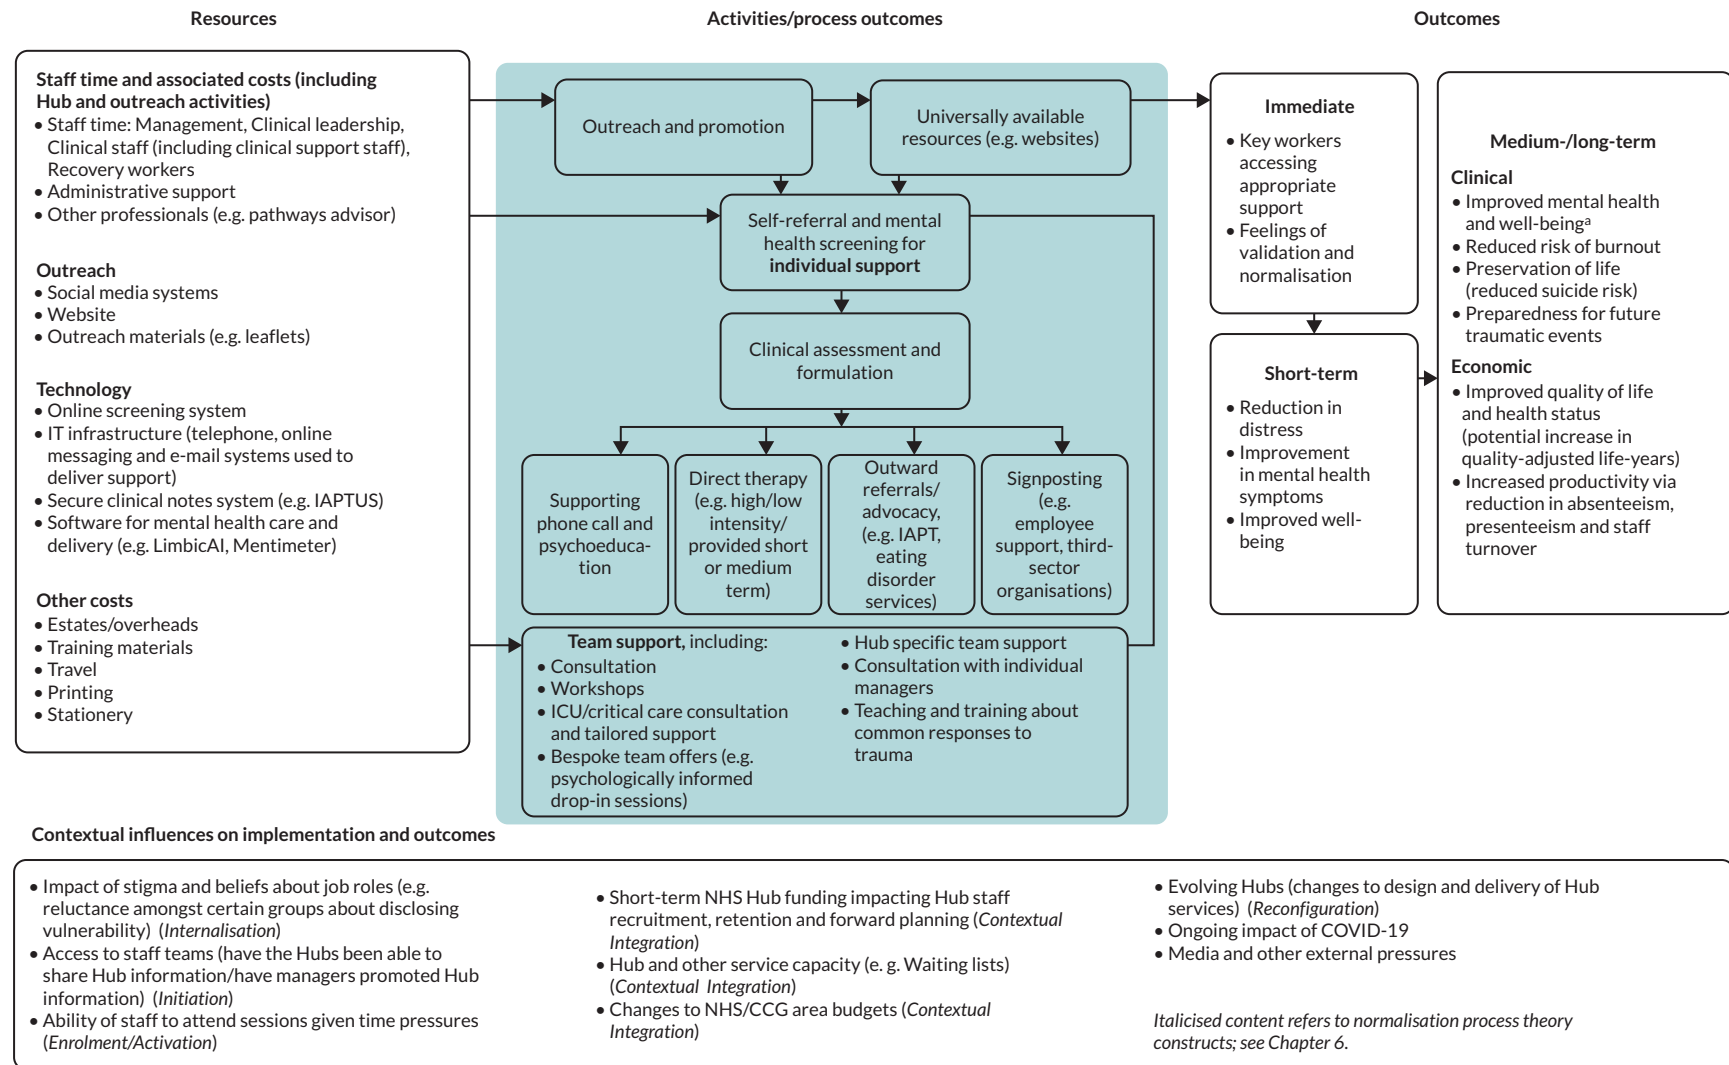 Resources
Activities/process outcomes
Outcomes
Staff time and associated costs (including
Hub and outreach activities)
• Staff time: Management, Clinical leadership,
Clinical staff (including clinical support staff),
Recovery workers
• Administrative support
• Other professionals (e.g. pathways advisor)
Outreach
• Social media systems
• Website
• Outreach materials (e.g. leaflets)
Technology
• Online screening system
• IT infrastructure (telephone, online
messaging and e-mail systems used to
deliver support)
• Secure clinical notes system (e.g. IAPTUS)
• Software for mental health care and
delivery (e.g. LimbicAI, Mentimeter)
Other costs
• Estates/overheads
• Training materials
• Travel
• Printing
• Stationery
Outreach and promotion
Universally available
resources (e.g. websites)
Self-referral and mental
health screening for
individual support
Clinical assessment and
formulation
Supporting
phone call and
psychoeduca-
tion
Direct therapy
(e.g. high/low
intensity/
provided short
or medium
term)
Outward
referrals/
advocacy,
(e.g. IAPT,
eating
disorder
services)
Signposting
(e.g.
employee
support, third-
sector
organisations)
Team support, including:
• Consultation
• Workshops
• ICU/critical care consultation
and tailored support
• Bespoke team offers (e.g.
psychologically informed
drop-in sessions)
• Hub specific team support
• Consultation with individual
managers
• Teaching and training about
common responses to
trauma
Immediate
• Key workers
accessing
appropriate
support
• Feelings of
validation and
normalisation
Short-term
• Reduction in
distress
• Improvement
in mental health
symptoms
• Improved well-
being
Medium-/long-term
Clinical
• Improved mental health
and well-beingᵃ
• Reduced risk of burnout
• Preservation of life
(reduced suicide risk)
• Preparedness for future
traumatic events
Economic
• Improved quality of life
and health status
(potential increase in
quality-adjusted life-years)
• Increased productivity via
reduction in absenteeism,
presenteeism and staff
turnover
Contextual influences on implementation and outcomes
• Impact of stigma and beliefs about job roles (e.g.
reluctance amongst certain groups about disclosing
vulnerability) (Internalisation)
• Access to staff teams (have the Hubs been able to
share Hub information/have managers promoted Hub
information) (Initiation)
• Ability of staff to attend sessions given time pressures
(Enrolment/Activation)
• Short-term NHS Hub funding impacting Hub staff
recruitment, retention and forward planning (Contextual
Integration)
• Hub and other service capacity (e. g. Waiting lists)
(Contextual Integration)
• Changes to NHS/CCG area budgets (Contextual
Integration)
• Evolving Hubs (changes to design and delivery of Hub
services) (Reconfiguration)
• Ongoing impact of COVID-19
• Media and other external pressures
Italicised content refers to normalisation process theory
constructs; see Chapter 6.